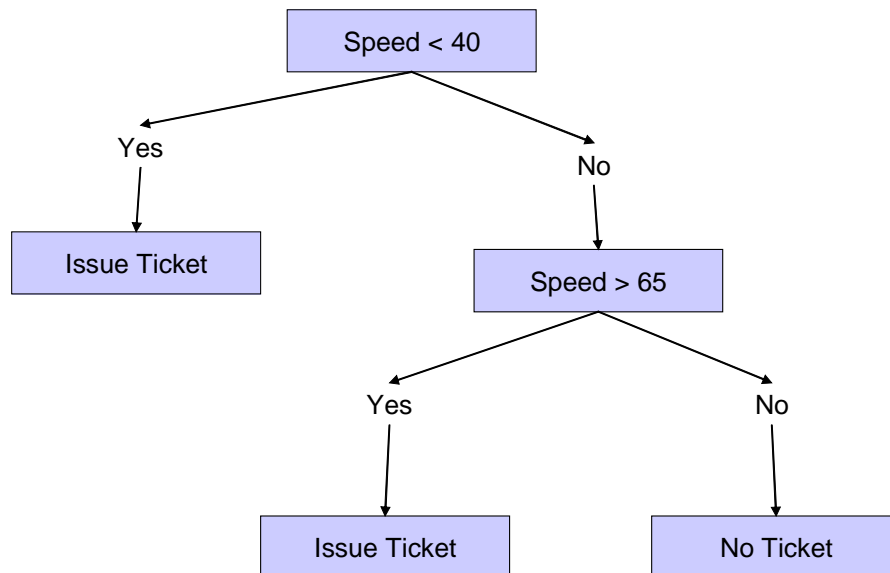 Speed < 40
Yes
No
Issue Ticket
Speed > 65
Yes
No
Issue Ticket
No Ticket